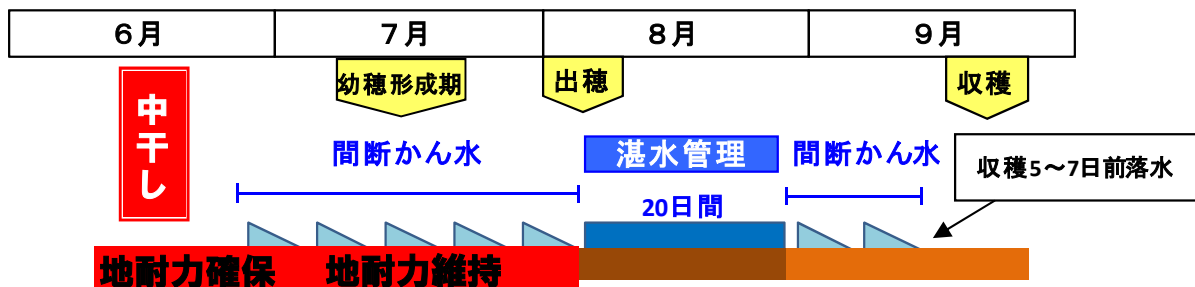 ６月
７月
８月
９月
中干し
幼穂形成期
出穂
収穫
間断かん水
湛水管理
間断かん水
収穫5～7日前落水
20日間
地耐力確保
地耐力維持